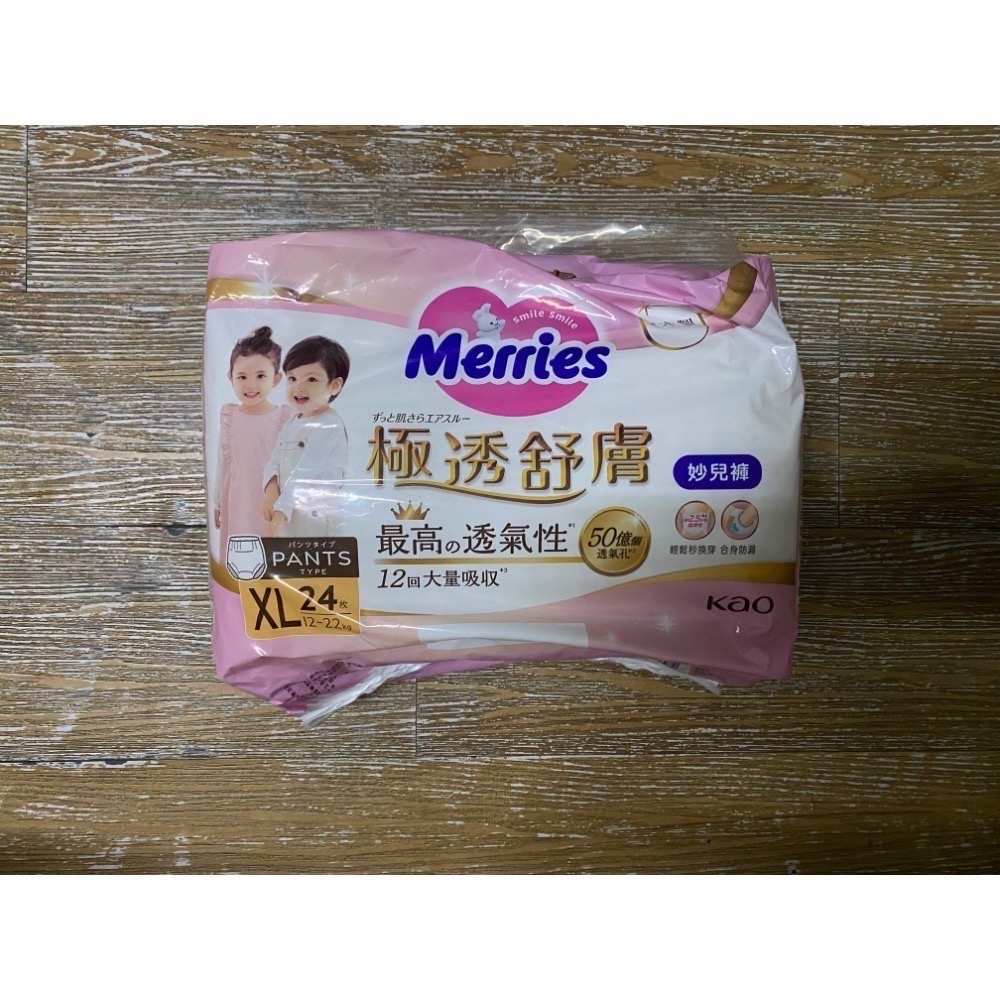 smile smile
Merries
ずっと肌さらエアスルー
極透舒膚
妙兒褲
最高の透氣性*1
50億個
透氣孔*2
12回大量吸収*3
輕鬆秒換穿 合身防漏
パンツタイプ
PANTS
TYPE
XL 24枚
12~22kg
Kao